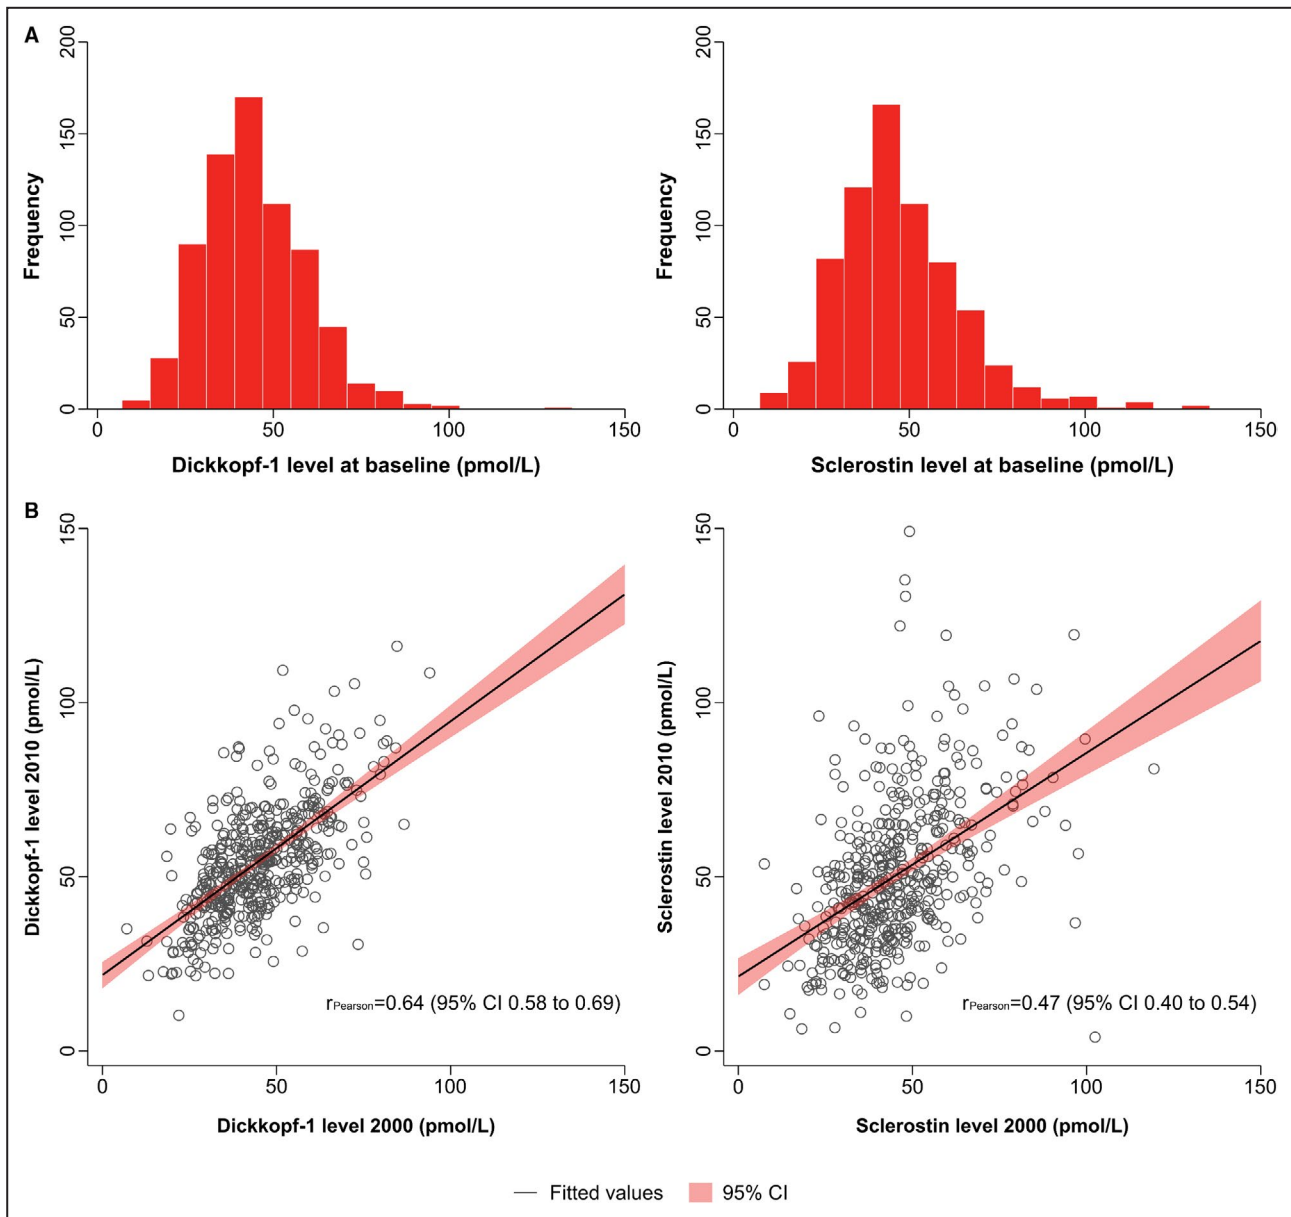 A
200
150
100
50
0
Frequency
0 50 100 150
Dickkopf-1 level at baseline (pmol/L)
200
150
100
50
0
Frequency
0 50 100 150
Sclerostin level at baseline (pmol/L)
B
150
100
50
0
Dickkopf-1 level 2010 (pmol/L)
rPearson=0.64 (95% CI 0.58 to 0.69)
0 50 100 150
Dickkopf-1 level 2000 (pmol/L)
150
100
50
0
Sclerostin level 2010 (pmol/L)
rPearson=0.47 (95% CI 0.40 to 0.54)
0 50 100 150
Sclerostin level 2000 (pmol/L)
Fitted values 95% CI